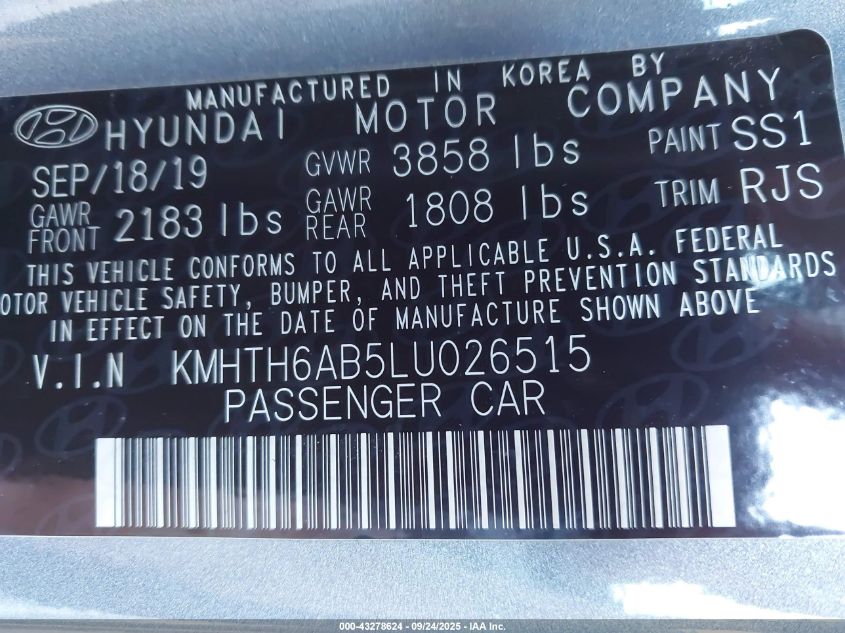 MANUFACTURED IN KOREA BY
HYUNDAI MOTOR COMPANY
SEP/18/19 GVWR 3858 lbs PAINT SS1
GAWR FRONT 2183 lbs GAWR REAR 1808 lbs TRIM RJS
THIS VEHICLE CONFORMS TO ALL APPLICABLE U.S.A. FEDERAL
OTOR VEHICLE SAFETY, BUMPER, AND THEFT PREVENTION STANDARDS
IN EFFECT ON THE DATE OF MANUFACTURE SHOWN ABOVE
V.I.N KMHTH6AB5LU026515
PASSENGER CAR
000-43278624 - 09/24/2025 - IAA Inc.